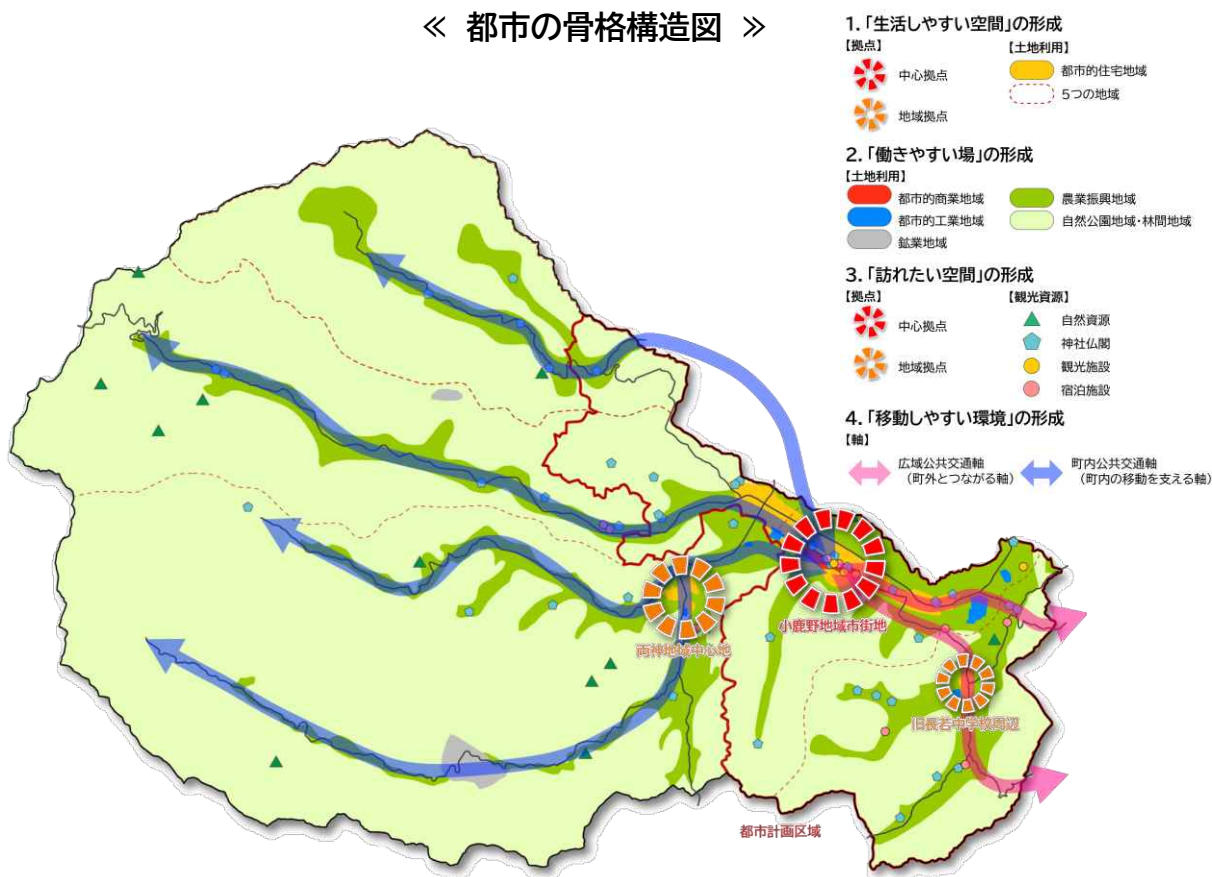 ≪ 都市の骨格構造図 ≫
1.「生活しやすい空間」の形成
【拠点】
中心拠点
地域拠点
【土地利用】
都市的住宅地域
5つの地域
2.「働きやすい場」の形成
【土地利用】
都市的商業地域
都市的工業地域
鉱業地域
農業振興地域
自然公園地域・林間地域
3.「訪れたい空間」の形成
【拠点】
中心拠点
地域拠点
【観光資源】
自然資源
神社仏閣
観光施設
宿泊施設
4.「移動しやすい環境」の形成
【軸】
広域公共交通軸
（町外とつながる軸）
町内公共交通軸
（町内の移動を支える軸）
小鹿野地域市街地
両神地域中心地
旧長若中学校周辺
都市計画区域